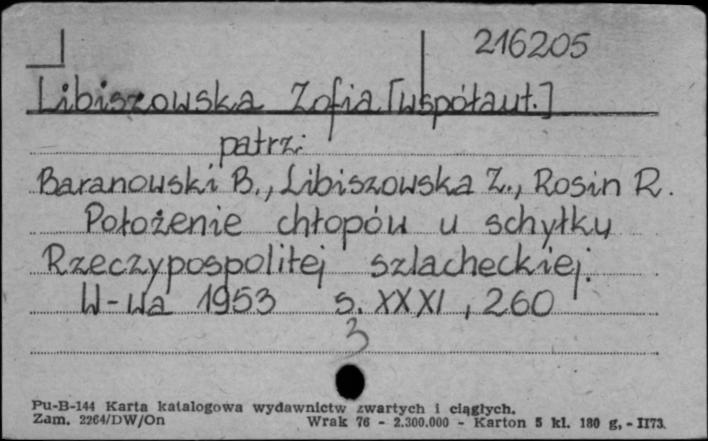 216205
Libiszowska Zofia [współaut.]
patrz:
Baranowski B., Libiszowska Z., Rosin R.
Położenie chłopów u schyłku
Rzeczypospolitej szlacheckiej.
W-wa 1953 s. XXXI, 260
3
Pu-B-144 Karta katalogowa wydawnictw zwartych i ciągłych.
Zam. 2264/DW/On Wrak 76 - 2.300.000 - Karton 5 kl. 180 g, - II73.